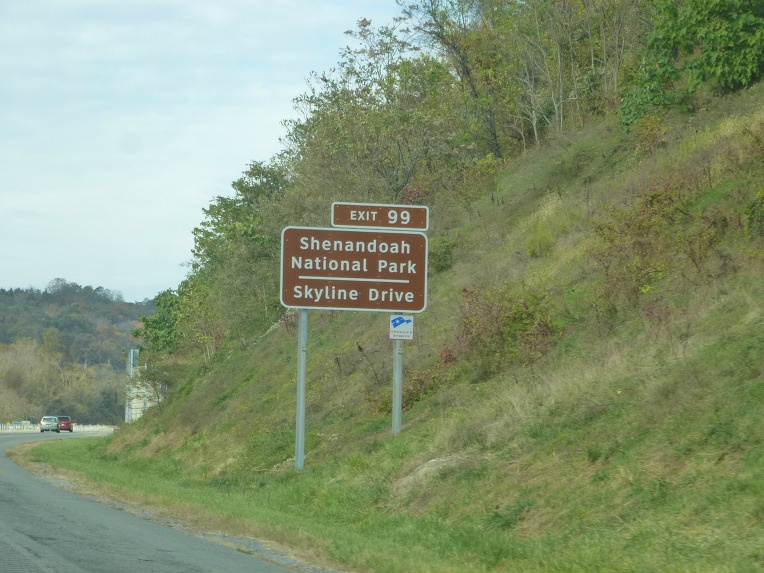 EXIT 99
Shenandoah
National Park
Skyline Drive